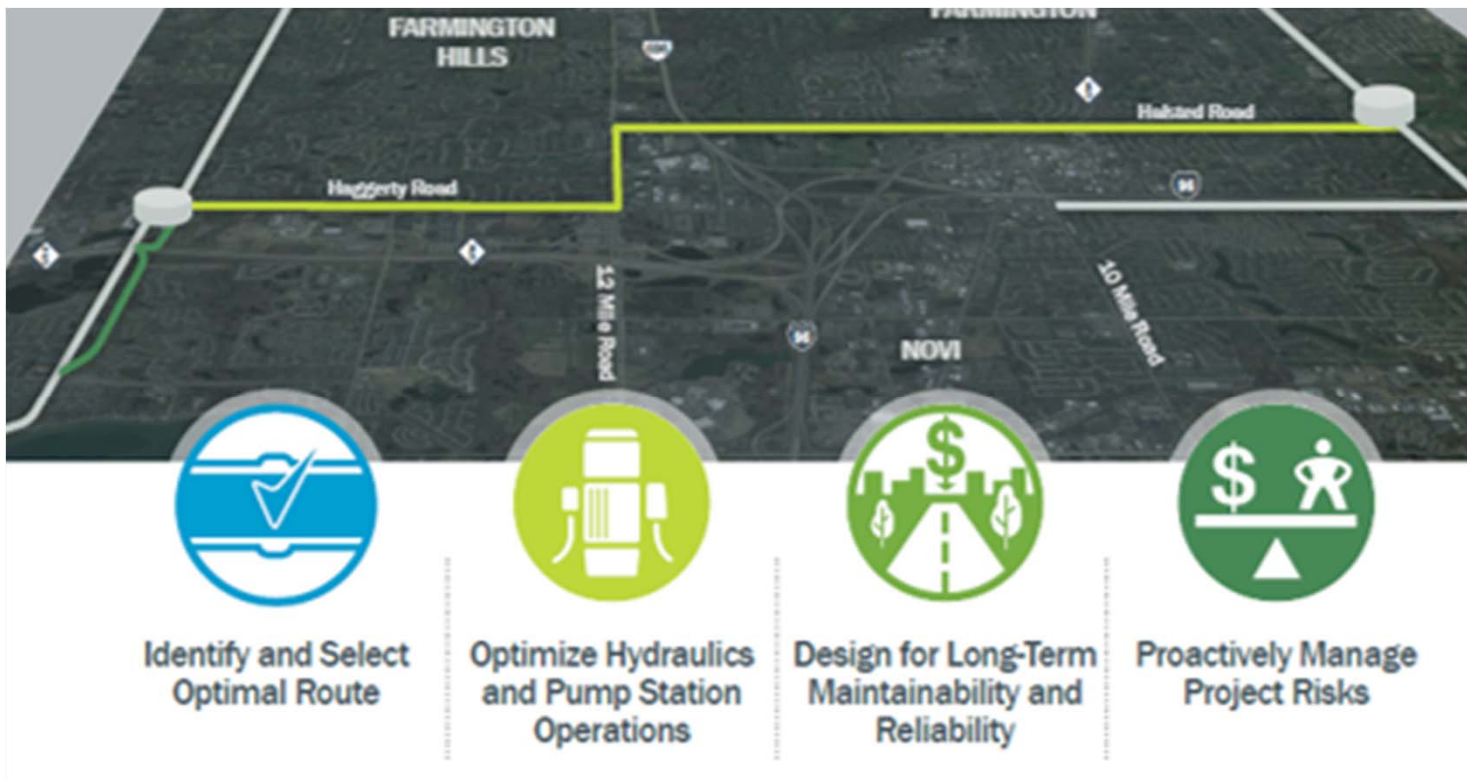 FARMINGTON
HILLS
FARMINGTON
Halsted Road
Haggerty Road
12 Mile Road
10 Mile Road
NOVI
$
$
Identify and Select
Optimal Route
Optimize Hydraulics
and Pump Station
Operations
Design for Long-Term
Maintainability and
Reliability
Proactively Manage
Project Risks